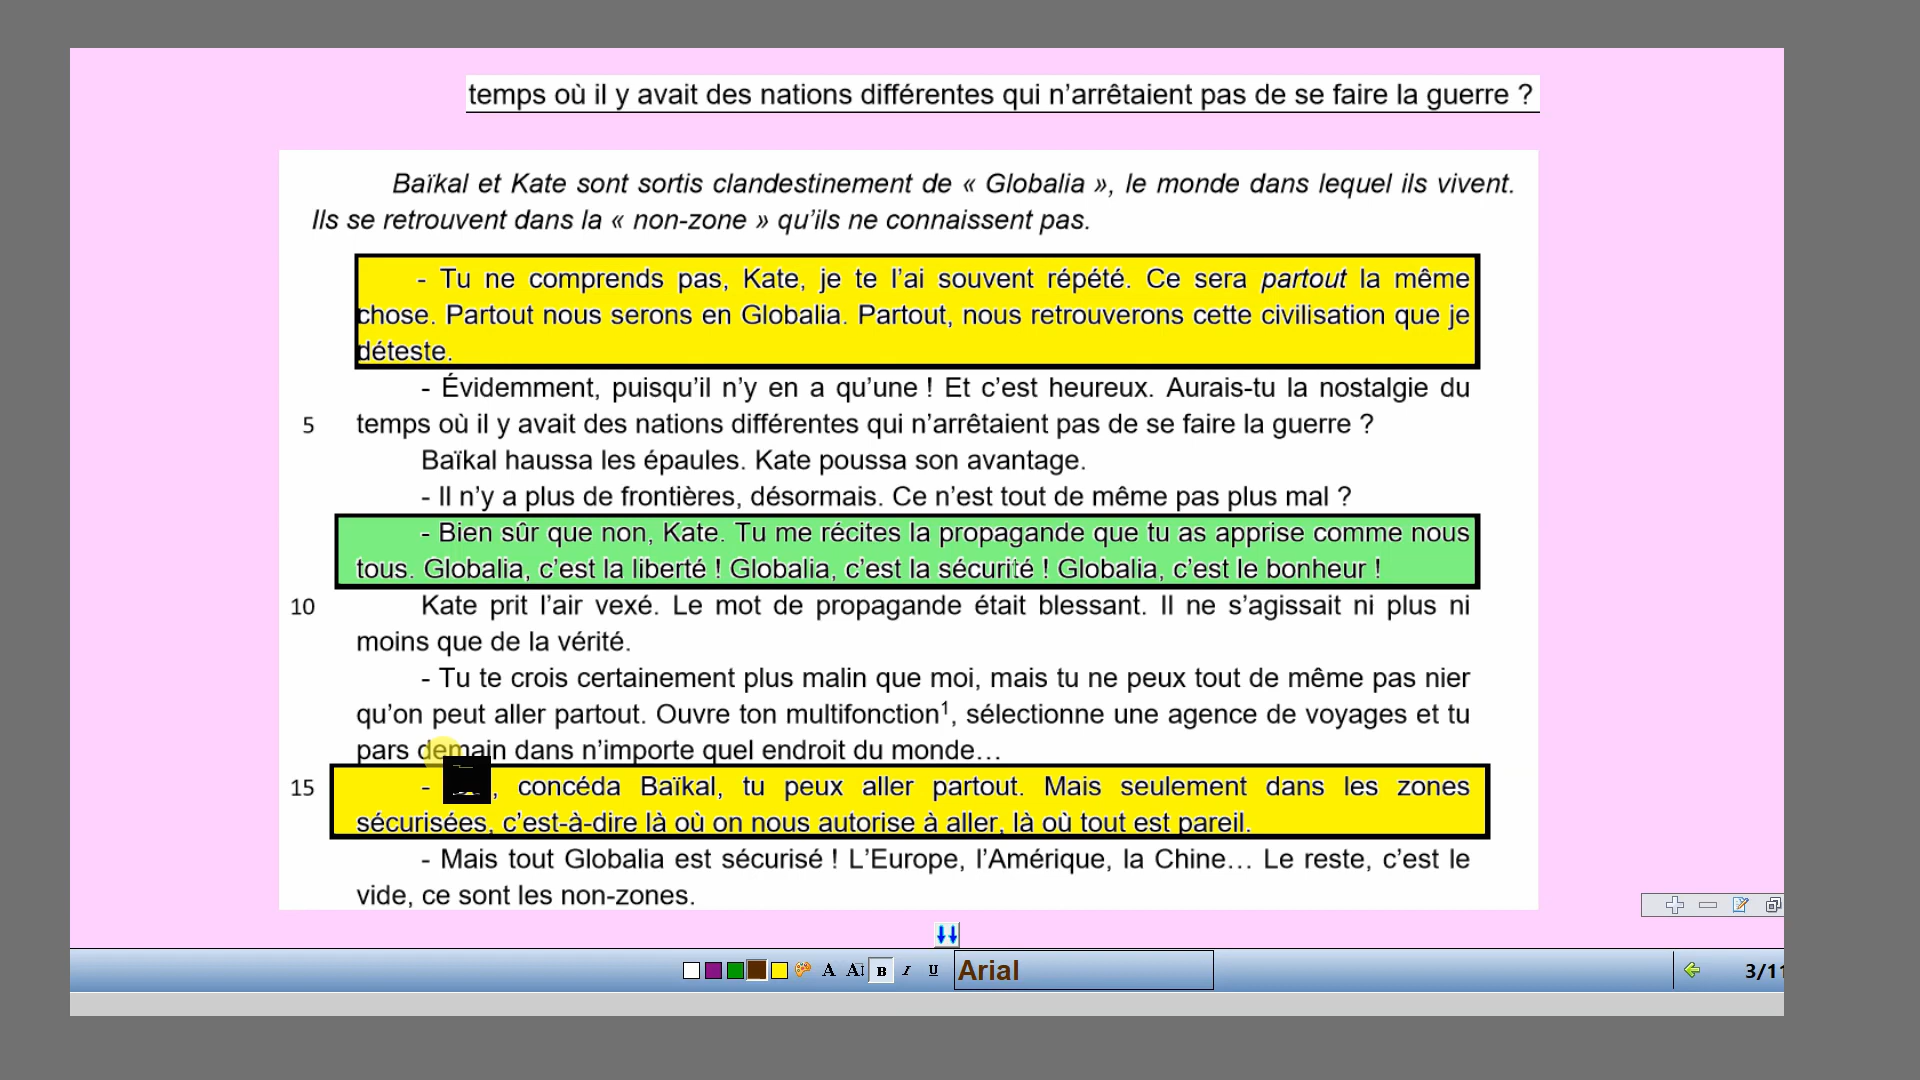 temps où il y avait des nations différentes qui n’arrêtaient pas de se faire la guerre ?
Baïkal et Kate sont sortis clandestinement de « Globalia », le monde dans lequel ils vivent.
Ils se retrouvent dans la « non-zone » qu’ils ne connaissent pas.
- Tu ne comprends pas, Kate, je te l’ai souvent répété. Ce sera partout la même
chose. Partout nous serons en Globalia. Partout, nous retrouverons cette civilisation que je
déteste.
- Évidemment, puisqu’il n’y en a qu’une ! Et c’est heureux. Aurais-tu la nostalgie du
5 temps où il y avait des nations différentes qui n’arrêtaient pas de se faire la guerre ?
Baïkal haussa les épaules. Kate poussa son avantage.
- Il n’y a plus de frontières, désormais. Ce n’est tout de même pas plus mal ?
- Bien sûr que non, Kate. Tu me récites la propagande que tu as apprise comme nous
tous. Globalia, c’est la liberté ! Globalia, c’est la sécurité ! Globalia, c’est le bonheur !
10 Kate prit l’air vexé. Le mot de propagande était blessant. Il ne s’agissait ni plus ni
moins que de la vérité.
- Tu te crois certainement plus malin que moi, mais tu ne peux tout de même pas nier
qu’on peut aller partout. Ouvre ton multifonction¹, sélectionne une agence de voyages et tu
pars demain dans n’importe quel endroit du monde…
15 - , concéda Baïkal, tu peux aller partout. Mais seulement dans les zones
sécurisées, c’est-à-dire là où on nous autorise à aller, là où tout est pareil.
- Mais tout Globalia est sécurisé ! L’Europe, l’Amérique, la Chine… Le reste, c’est le
vide, ce sont les non-zones.
A A B I U Arial 3/11